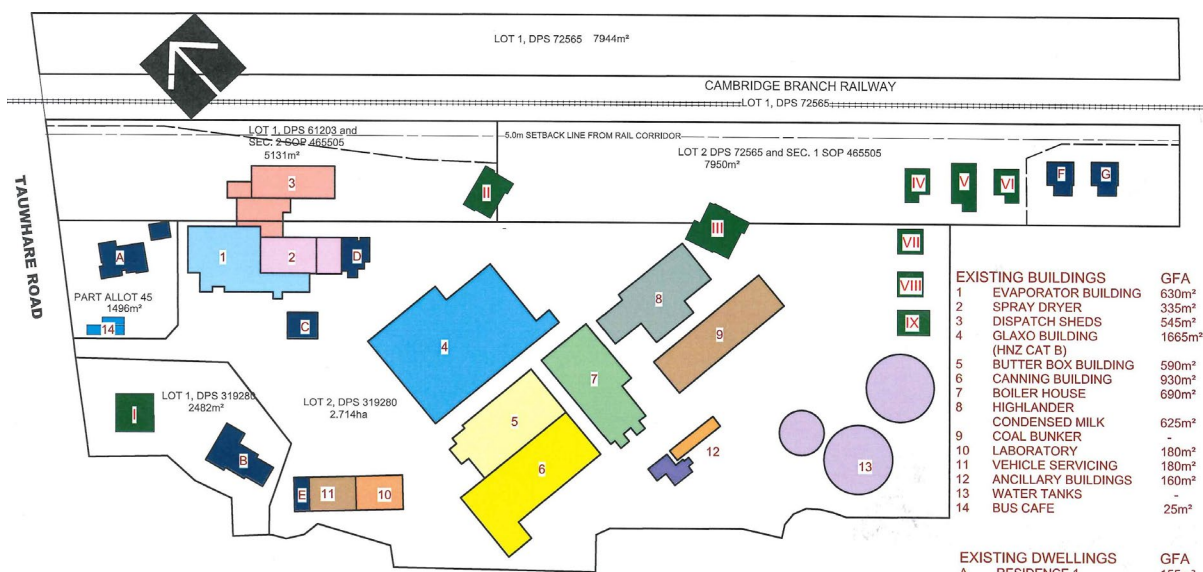 LOT 1, DPS 72565 7944m²
CAMBRIDGE BRANCH RAILWAY
LOT 1, DPS 72565
LOT 1, DPS 61203 and
SEC. 2 SOP 465505
5131m²
5.0m SETBACK LINE FROM RAIL CORRIDOR
LOT 2 DPS 72565 and SEC. 1 SOP 465505
7950m²
TAUWHARE ROAD
3
II
IV
V
VI
F
G
A
1
2
D
III
VII
VIII
IX
PART ALLOT 45
1496m²
14
C
4
8
9
7
LOT 1, DPS 319280
2482m²
I
LOT 2, DPS 319280
2.714ha
5
B
6
12
13
E
11
10
EXISTING BUILDINGS GFA
1 EVAPORATOR BUILDING 630m²
2 SPRAY DRYER 335m²
3 DISPATCH SHEDS 545m²
4 GLAXO BUILDING 1665m²
(HNZ CAT B)
5 BUTTER BOX BUILDING 590m²
6 CANNING BUILDING 930m²
7 BOILER HOUSE 690m²
8 HIGHLANDER
CONDENSED MILK 625m²
9 COAL BUNKER -
10 LABORATORY 180m²
11 VEHICLE SERVICING 180m²
12 ANCILLARY BUILDINGS 160m²
13 WATER TANKS -
14 BUS CAFE 25m²
EXISTING DWELLINGS GFA
A RESIDENCE 1 155m²